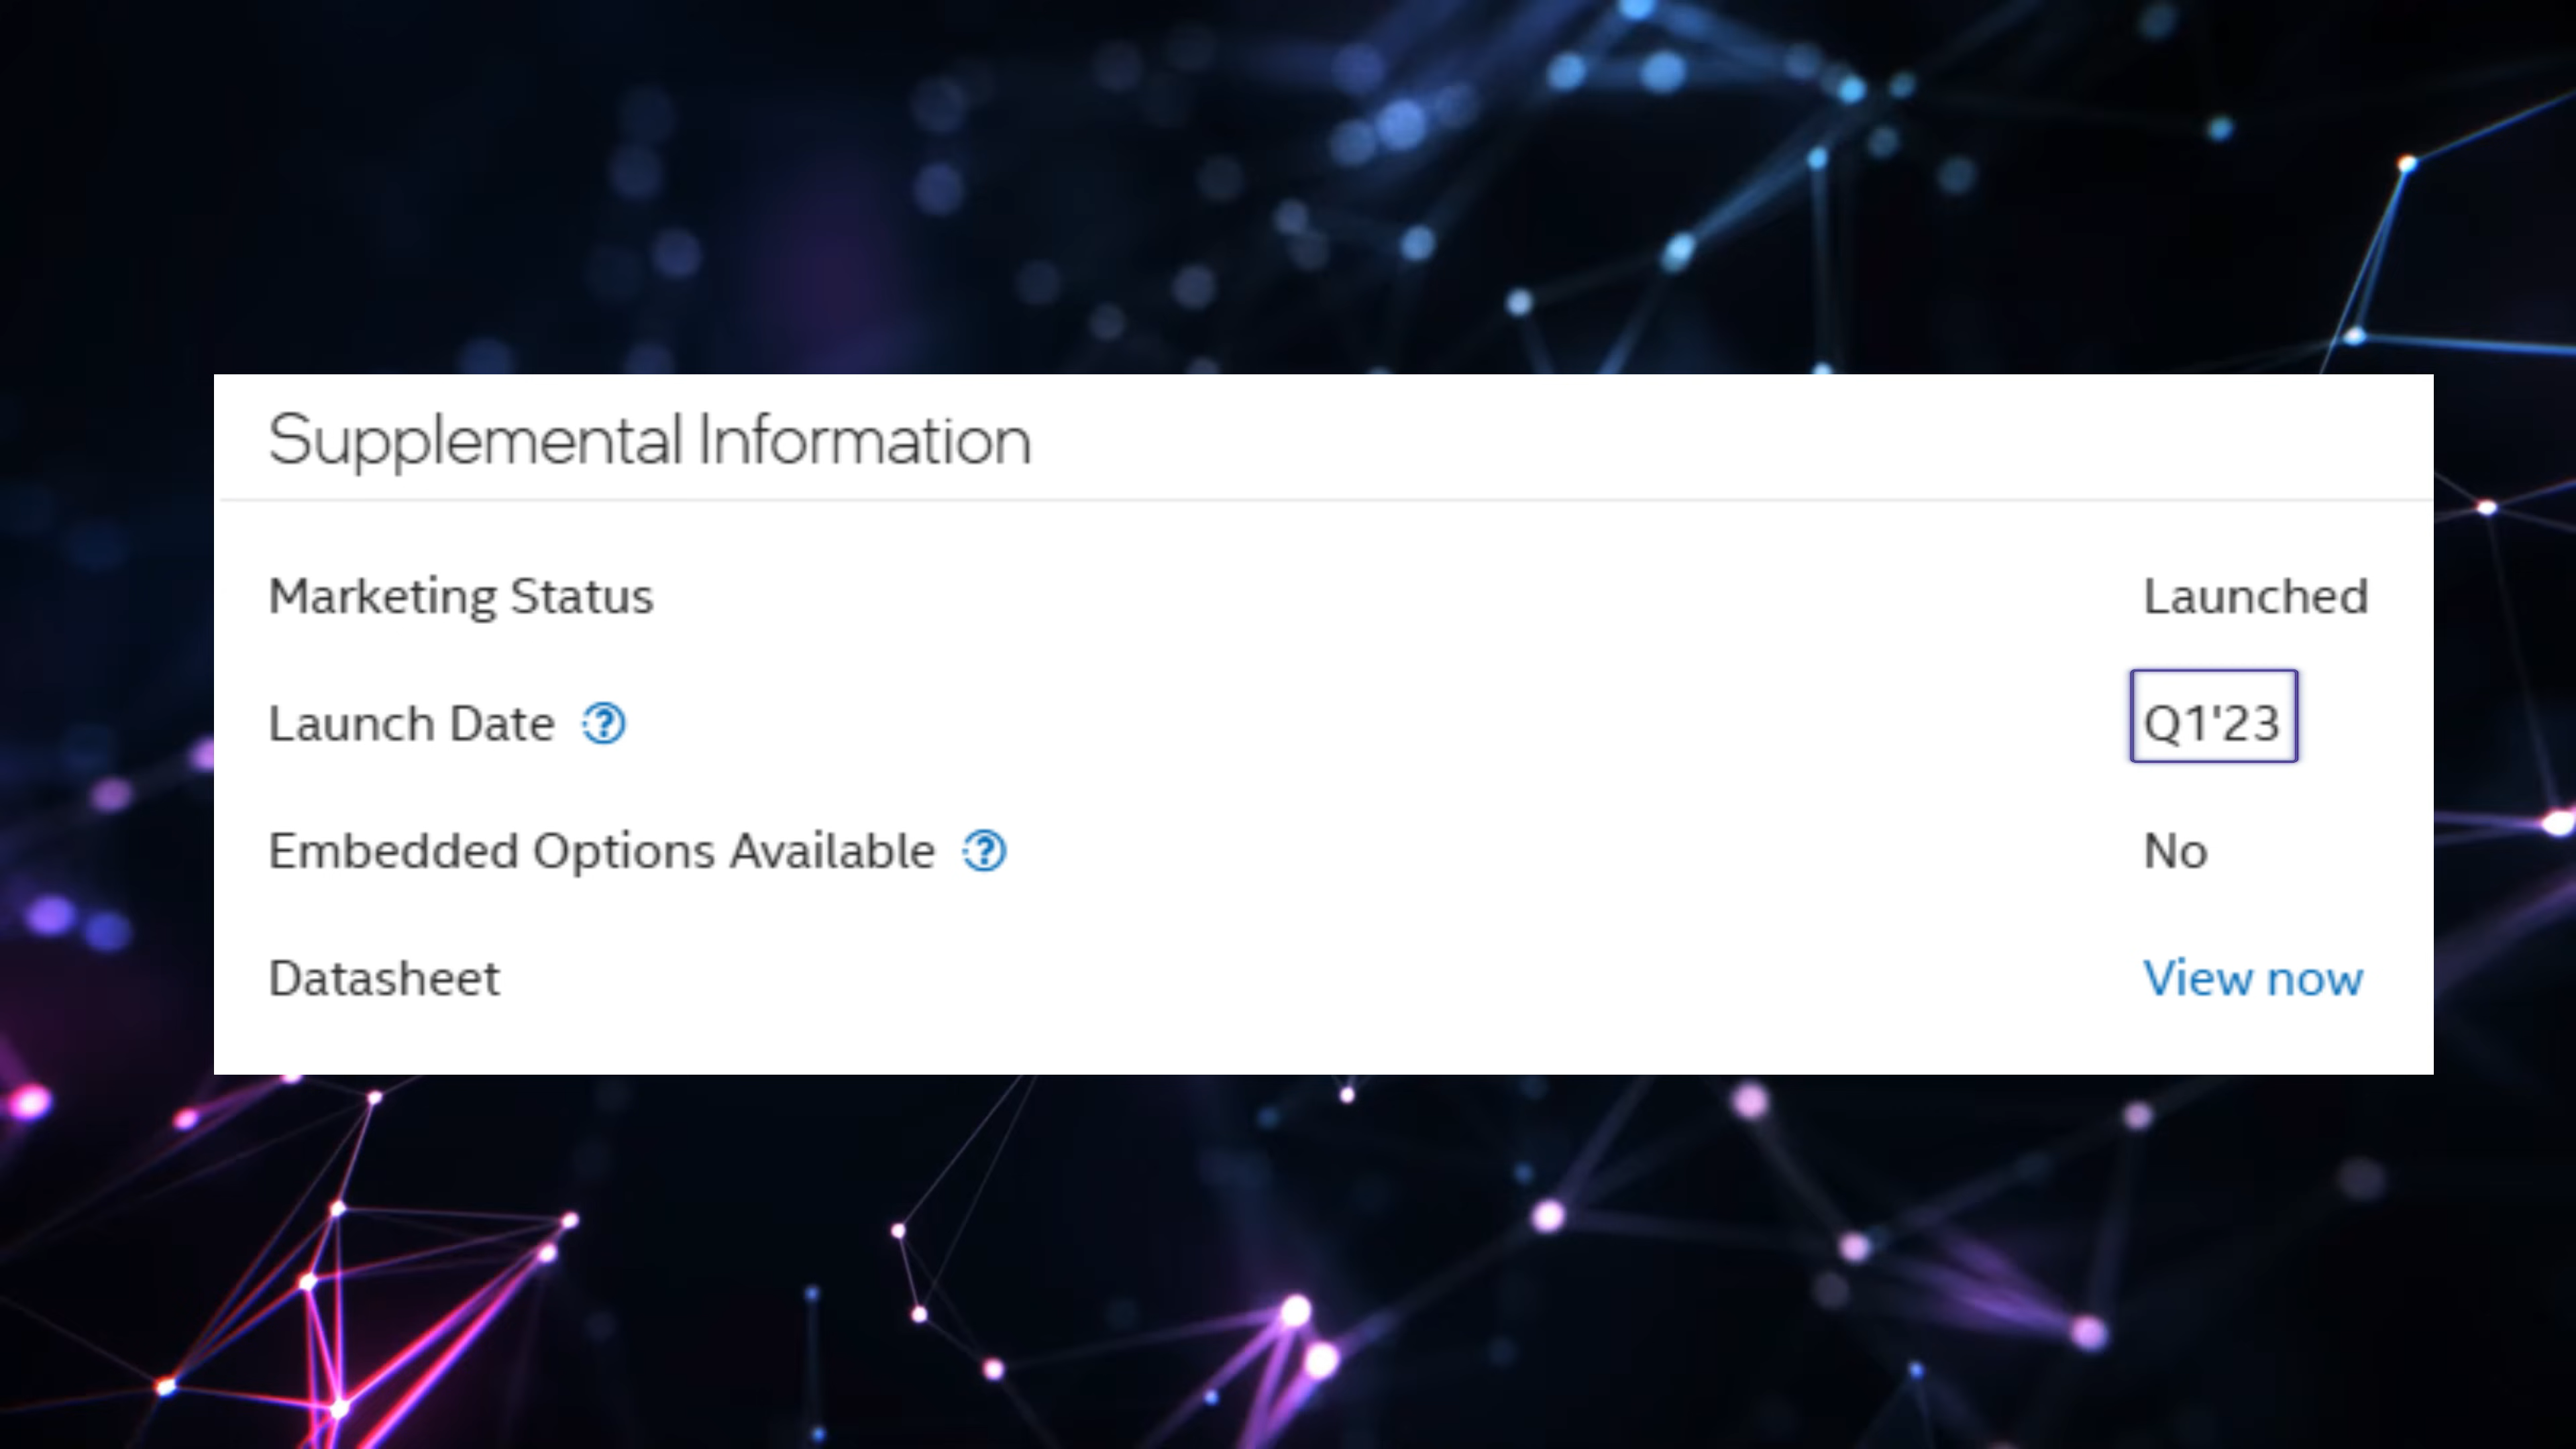 Supplemental Information
Marketing Status Launched
Launch Date Q1'23
Embedded Options Available No
Datasheet View now